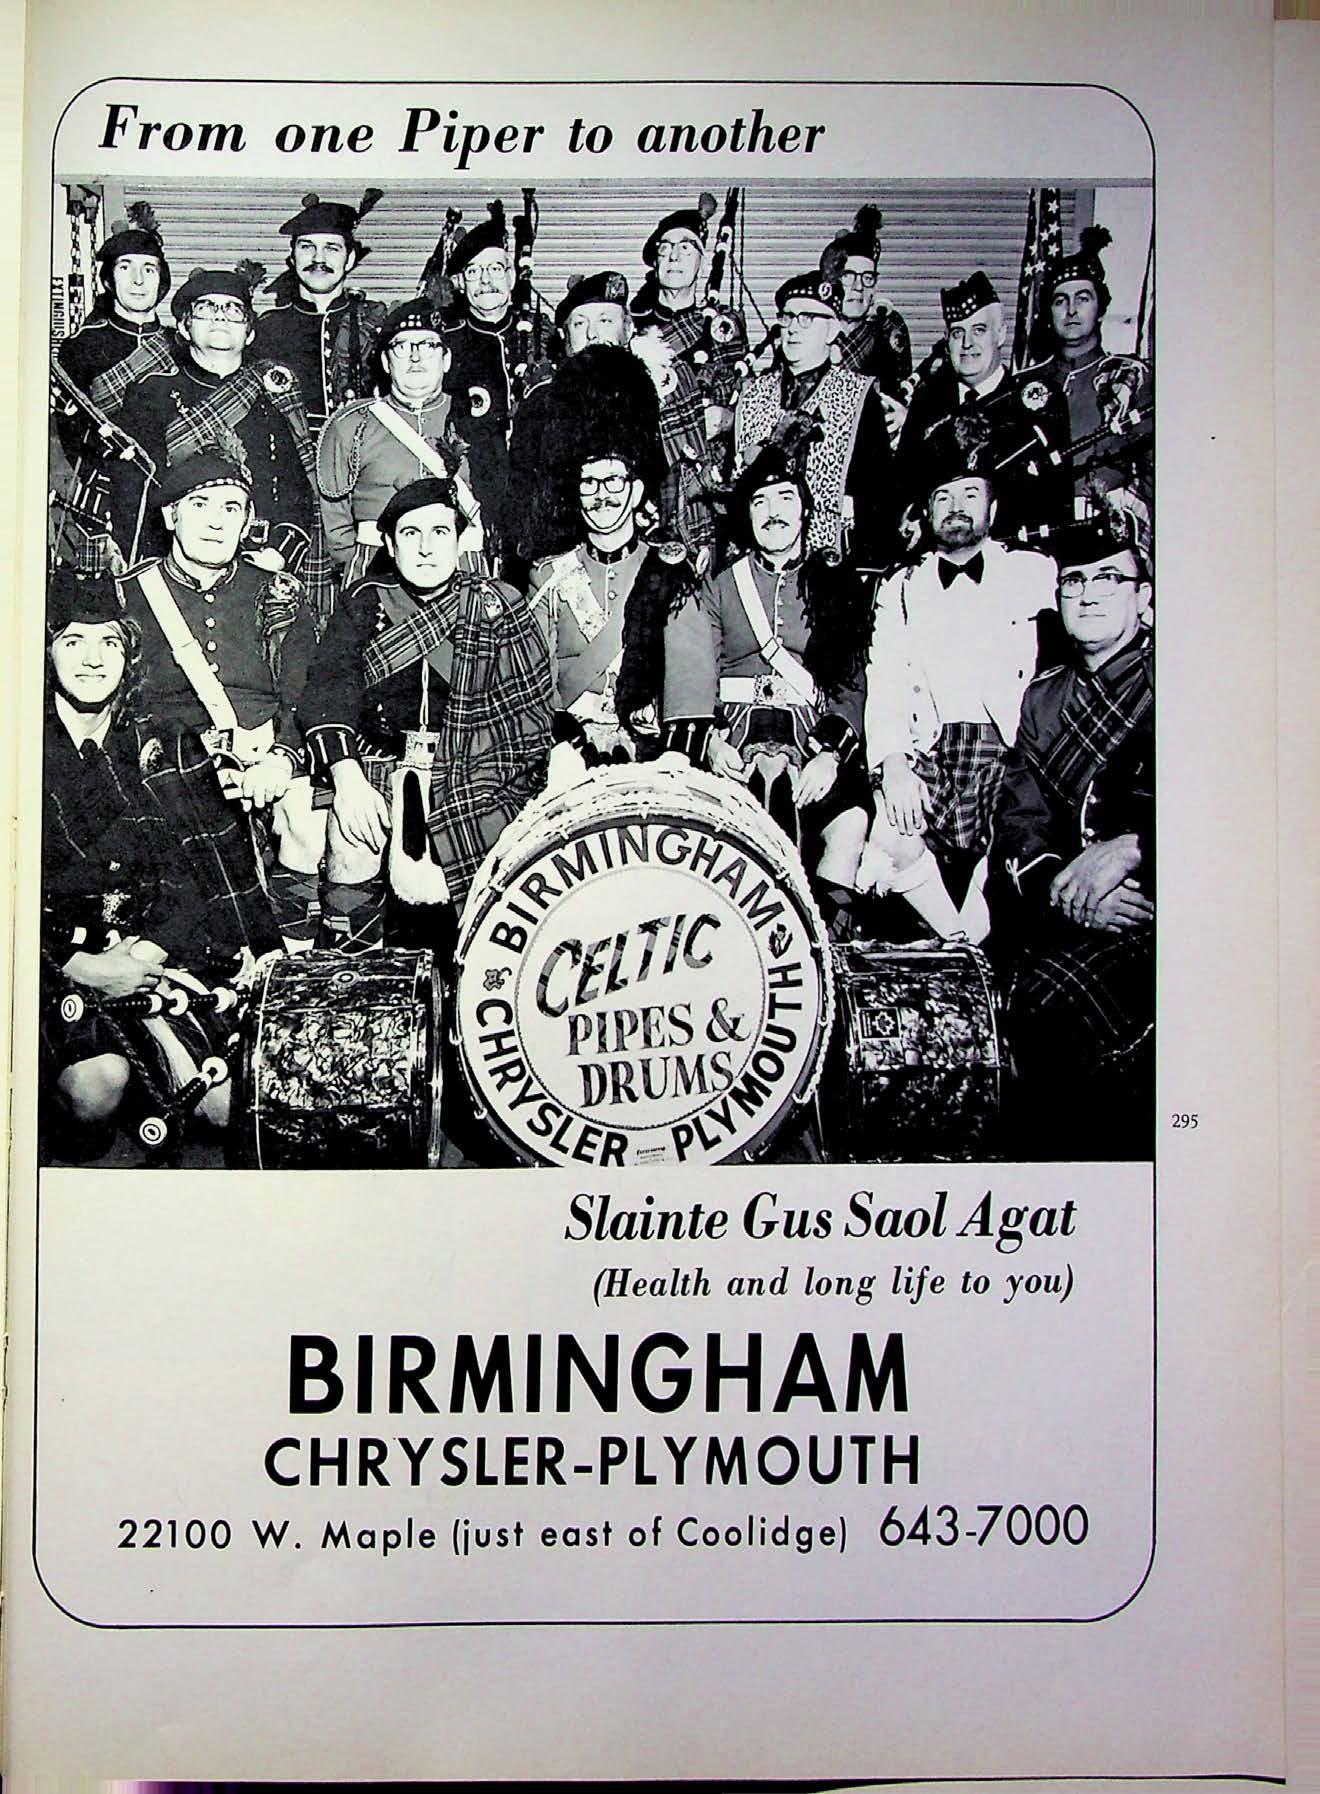 From one Piper to another
EXTINGUISH
BIRMINGHAM
CELTIC
PIPES &
DRUMS
CHRYSLER - PLYMOUTH
295
Slainte Gus Saol Agat
(Health and long life to you)
BIRMINGHAM
CHRYSLER-PLYMOUTH
22100 W. Maple (just east of Coolidge) 643-7000